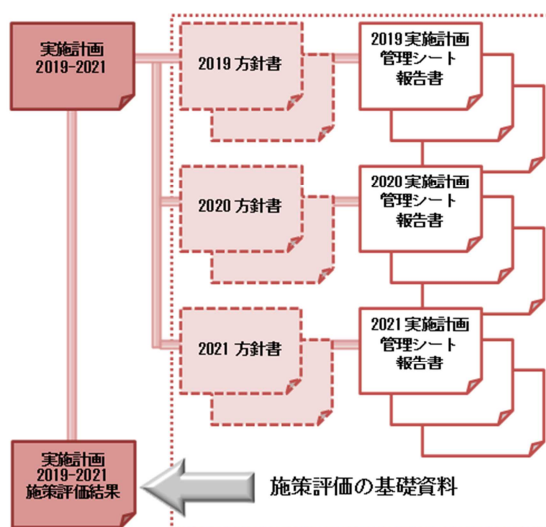 実施計画
2019-2021
2019 方針書
2019 実施計画
管理シート
報告書
2020 方針書
2020 実施計画
管理シート
報告書
2021 方針書
2021 実施計画
管理シート
報告書
実施計画
2019-2021
施策評価結果
施策評価の基礎資料